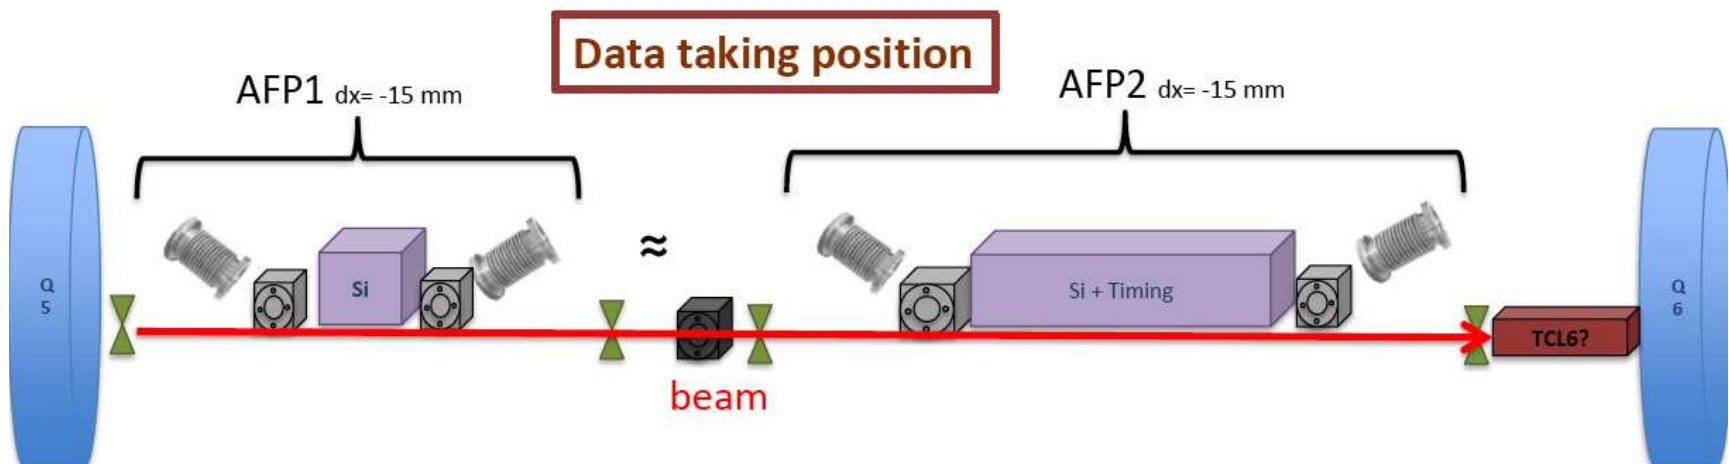 Data taking position
AFP1 dx= -15 mm
AFP2 dx= -15 mm
Q
5
Si
≈
Si + Timing
Q
6
TCL6?
beam